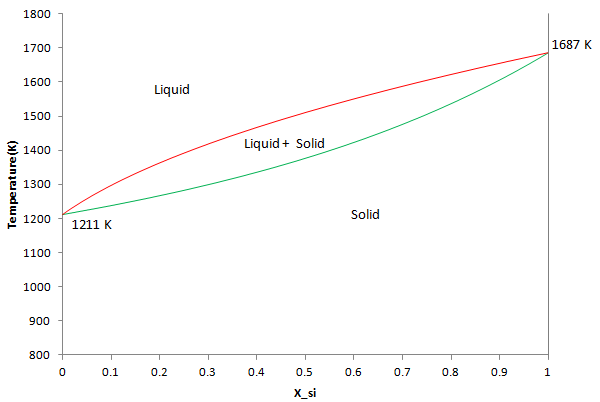 1800
1700
1600
1500
1400
1300
1200
1100
1000
900
800
Temperature(K)
1687 K
Liquid
Liquid + Solid
Solid
1211 K
0 0.1 0.2 0.3 0.4 0.5 0.6 0.7 0.8 0.9 1
X_si